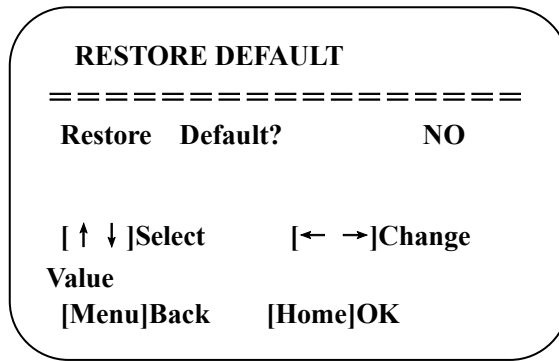 RESTORE DEFAULT
==================
Restore Default? NO
[↑ ↓]Select [← →]Change
Value
[Menu]Back [Home]OK